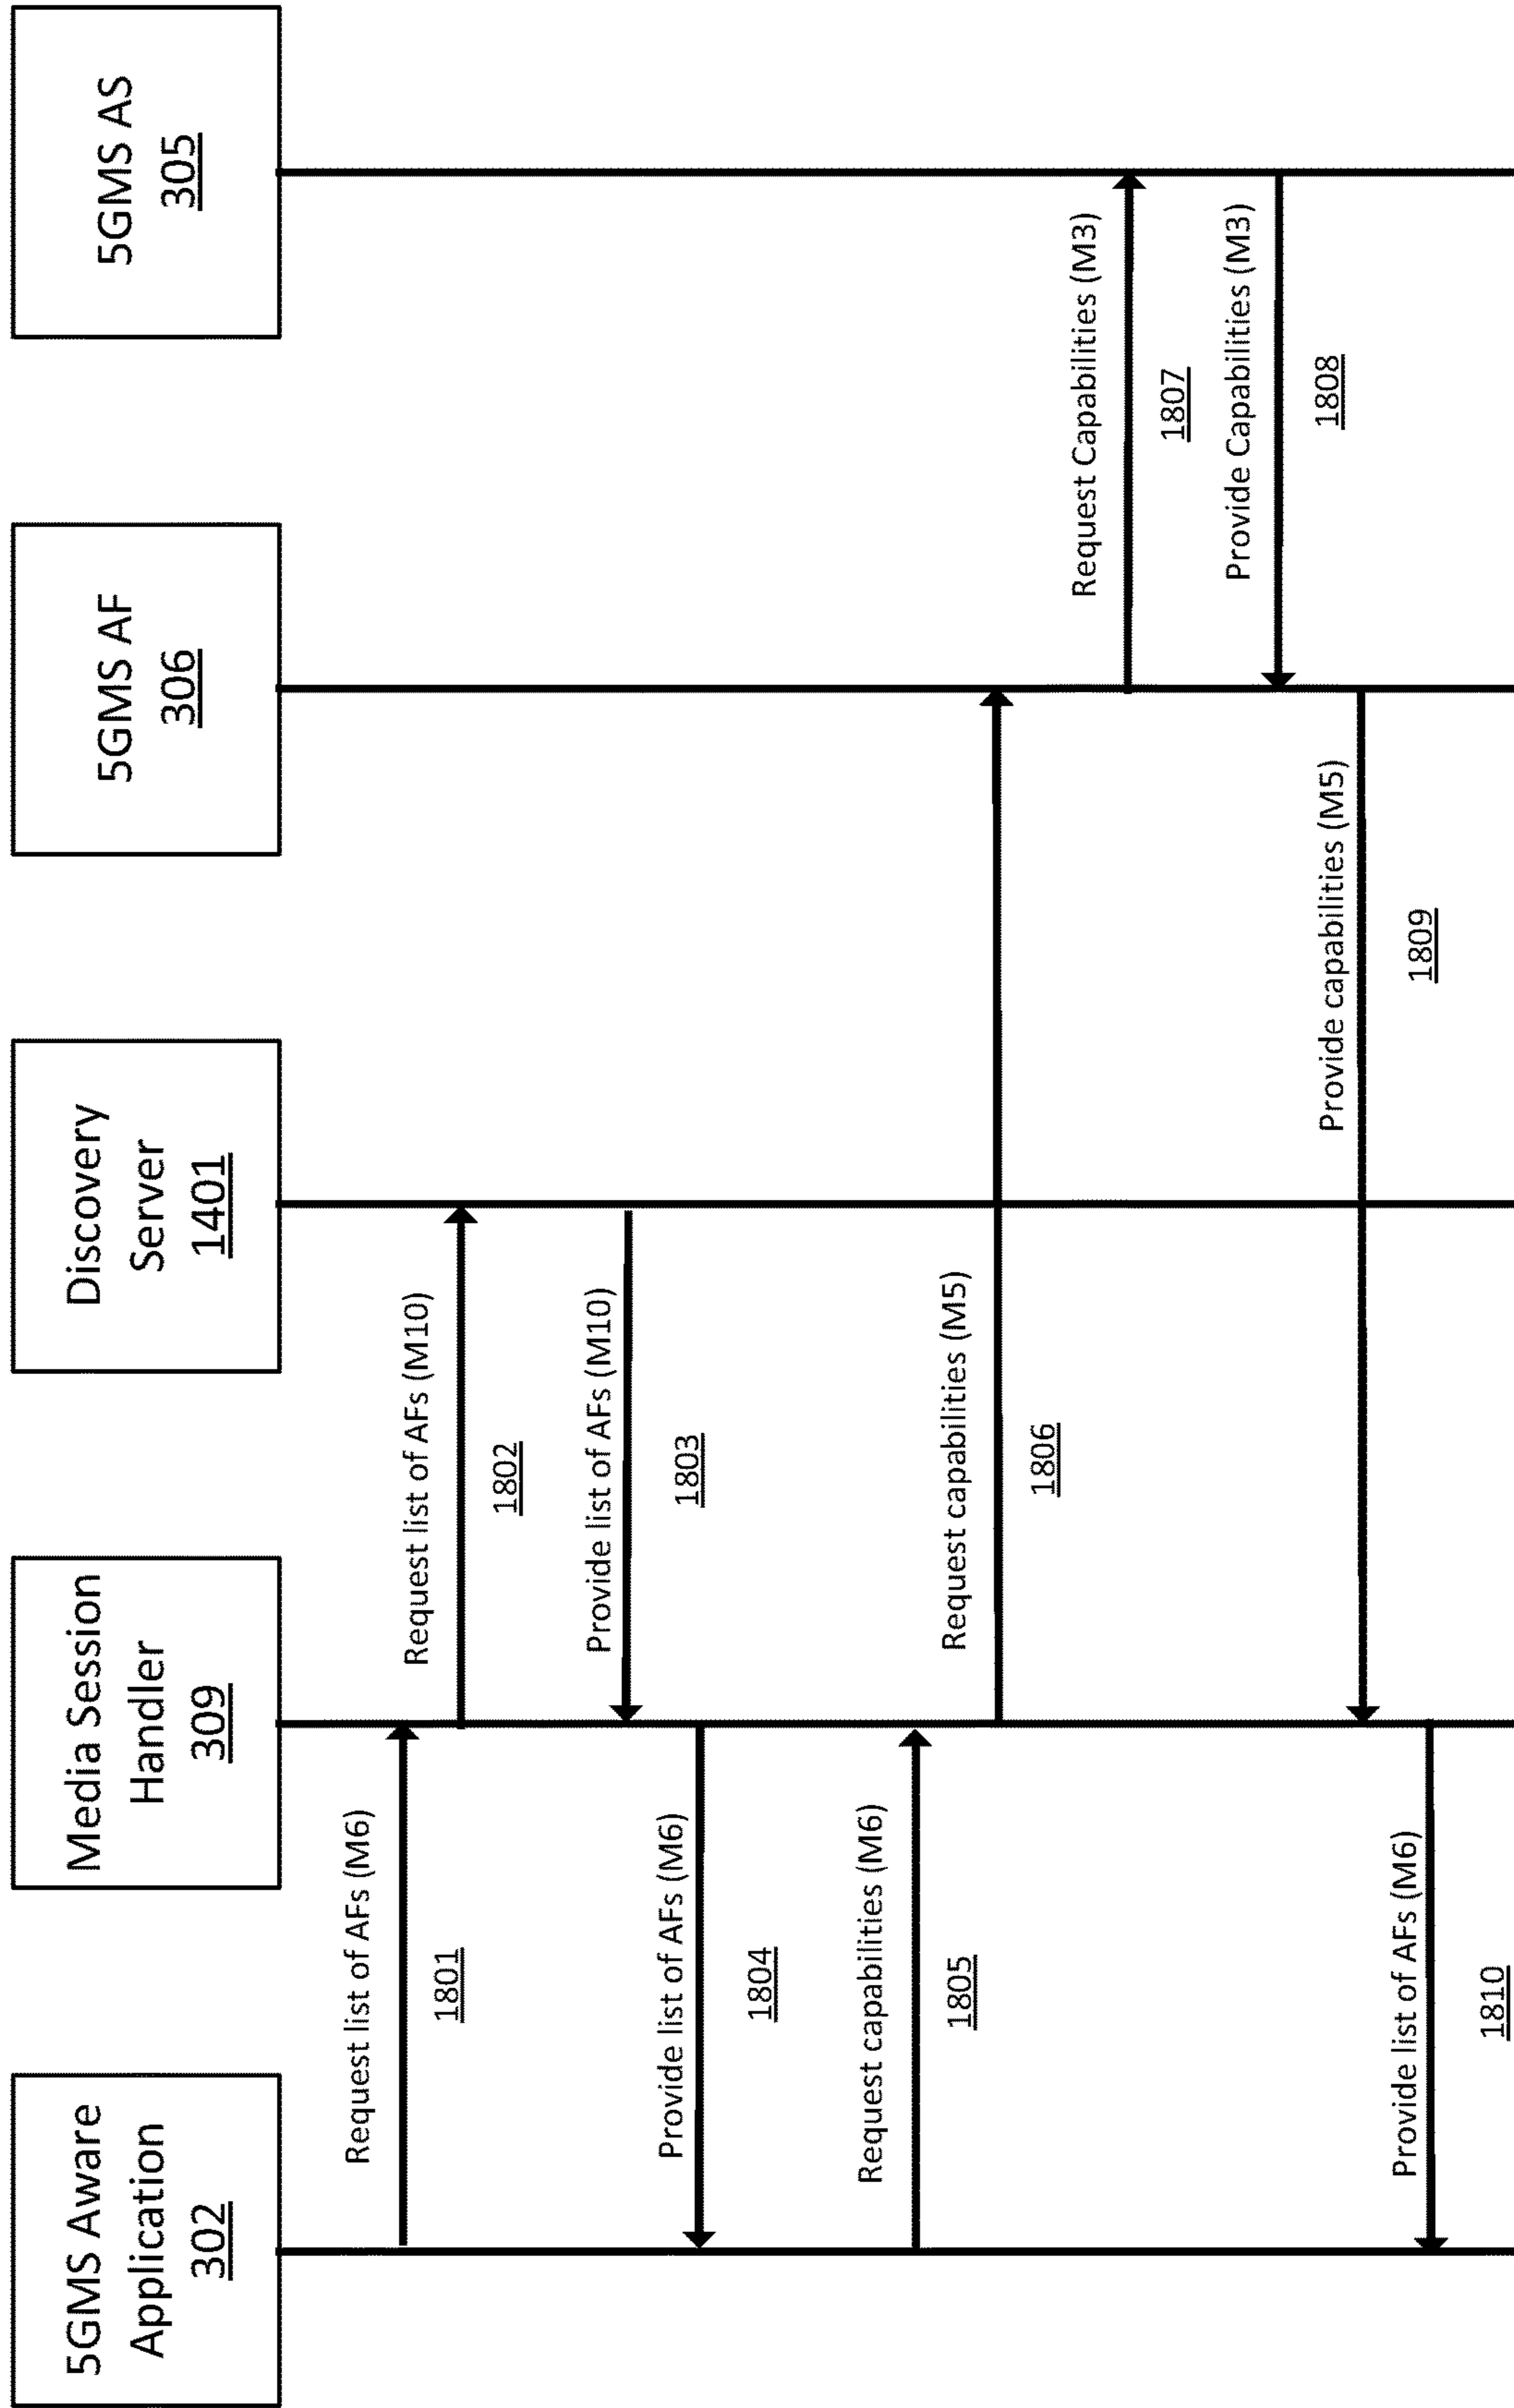 5GMS Aware
Application
302
Media Session
Handler
309
Discovery
Server
1401
5GMS AF
306
5GMS AS
305
Request list of AFs (M6)
1801
Request list of AFs (M10)
1802
Provide list of AFs (M10)
1803
Provide list of AFs (M6)
1804
Request capabilities (M6)
1805
Request capabilities (M5)
1806
Request Capabilities (M3)
1807
Provide Capabilities (M3)
1808
Provide capabilities (M5)
1809
Provide list of AFs (M6)
1810